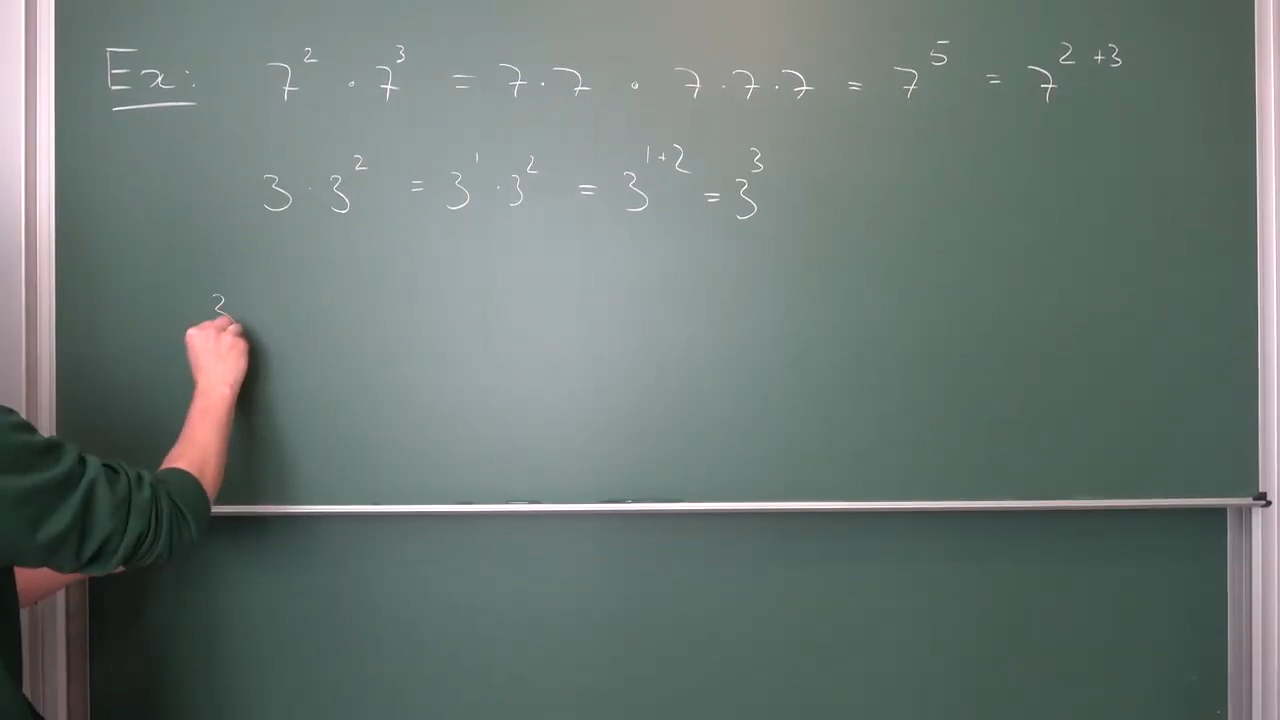 Ex: 7² · 7³ = 7·7 · 7·7·7 = 7⁵ = 7²⁺³
3 · 3² = 3¹ · 3² = 3¹⁺² = 3³